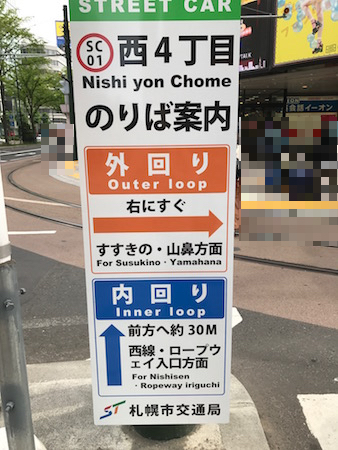 STREET CAR
SC
01
西4丁目
Nishi yon Chome
のりば案内
外回り
Outer loop
右にすぐ
すすきの・山鼻方面
For Susukino・Yamahana
内回り
Inner loop
前方へ約30M
西線・ロープウ
ェイ入口方面
For Nishisen
・Ropeway iriguchi
ST 札幌市交通局